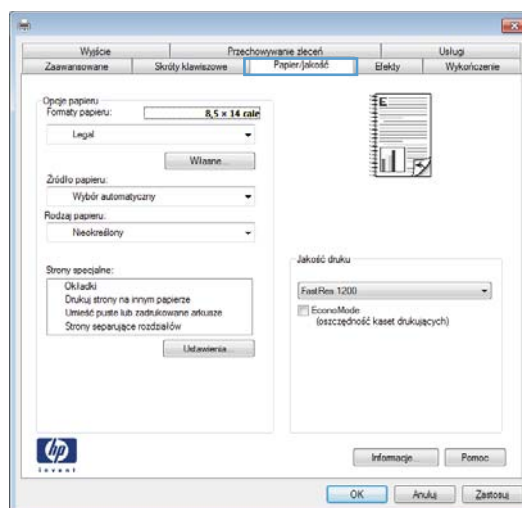 Wyjście Przechowywanie zleceń Usługi
Zaawansowane Skróty klawiszowe Papier/jakość Efekty Wykończenie
Opcje papieru
Formaty papieru: 8,5 × 14 cale
Legal
Własne...
Źródło papieru:
Wybór automatyczny
Rodzaj papieru:
Nieokreślony
Strony specjalne:
Okładki
Drukuj strony na innym papierze
Umieść puste lub zadrukowane arkusze
Strony separujące rozdziałów
Ustawienia...
E
Jakość druku
FastRes 1200
EconoMode
(oszczędność kaset drukujących)
hp
invent
Informacje... Pomoc
OK Anuluj Zastosuj